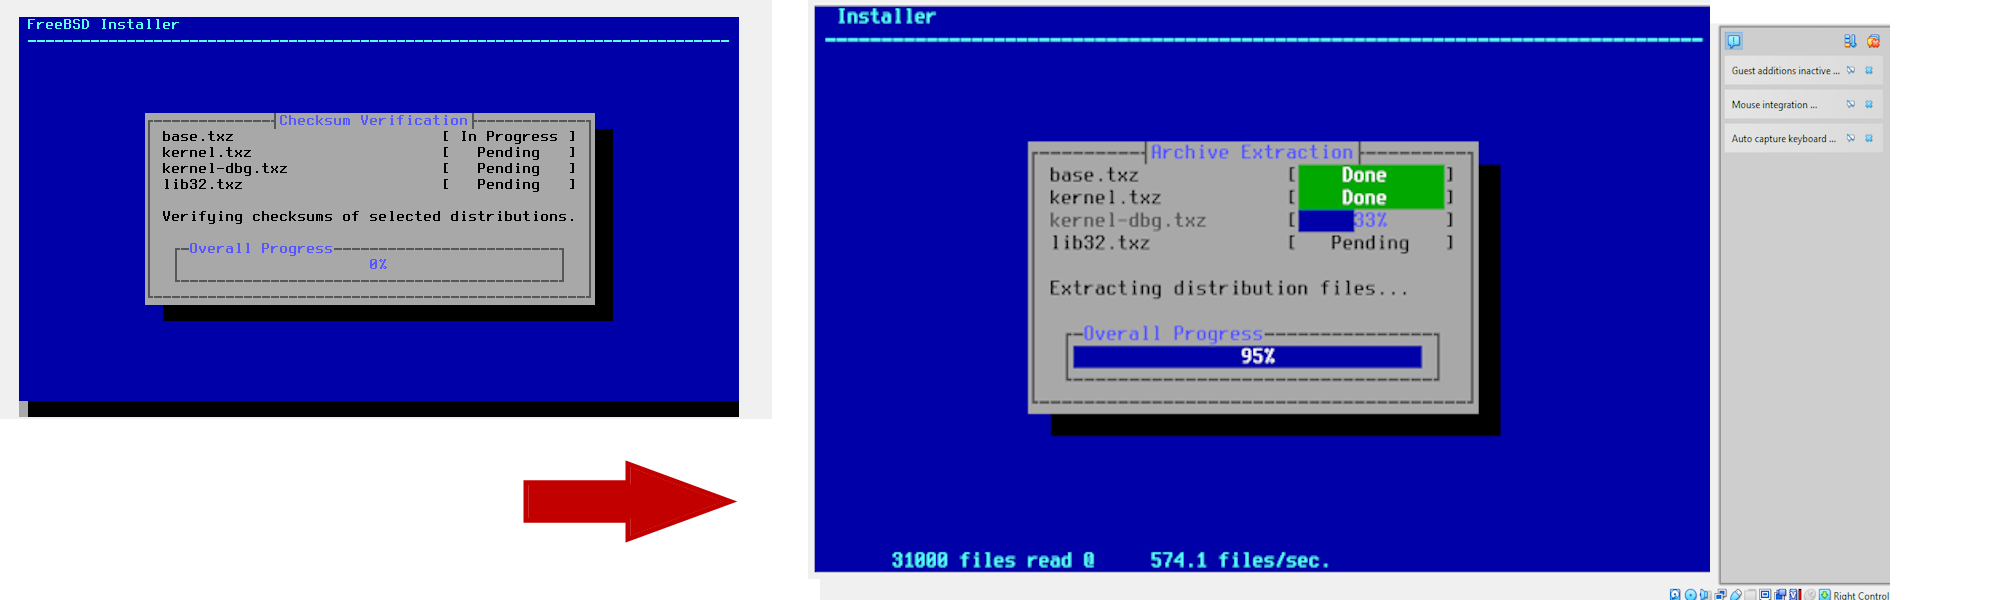 FreeBSD Installer
Checksum Verification
base.txz [ In Progress ]
kernel.txz [ Pending ]
kernel-dbg.txz [ Pending ]
lib32.txz [ Pending ]
Verifying checksums of selected distributions.
Overall Progress
0%
Installer
Archive Extraction
base.txz [ Done ]
kernel.txz [ Done ]
kernel-dbg.txz [ 33% ]
lib32.txz [ Pending ]
Extracting distribution files...
Overall Progress
95%
31000 files read @ 574.1 files/sec.
Guest additions inactive ...
Mouse integration ...
Auto capture keyboard ...
Right Control